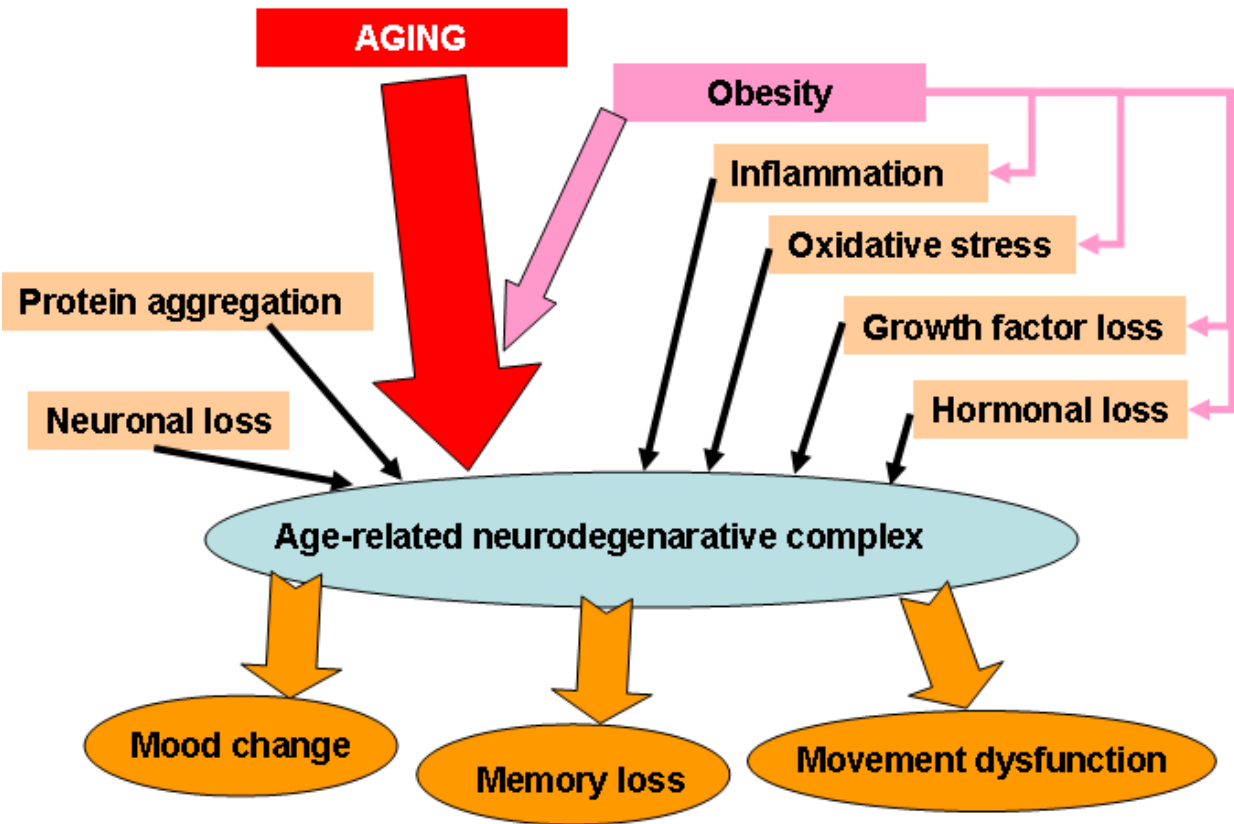 AGING
Obesity
Inflammation
Oxidative stress
Protein aggregation
Growth factor loss
Neuronal loss
Hormonal loss
Age-related neurodegenarative complex
Mood change
Memory loss
Movement dysfunction